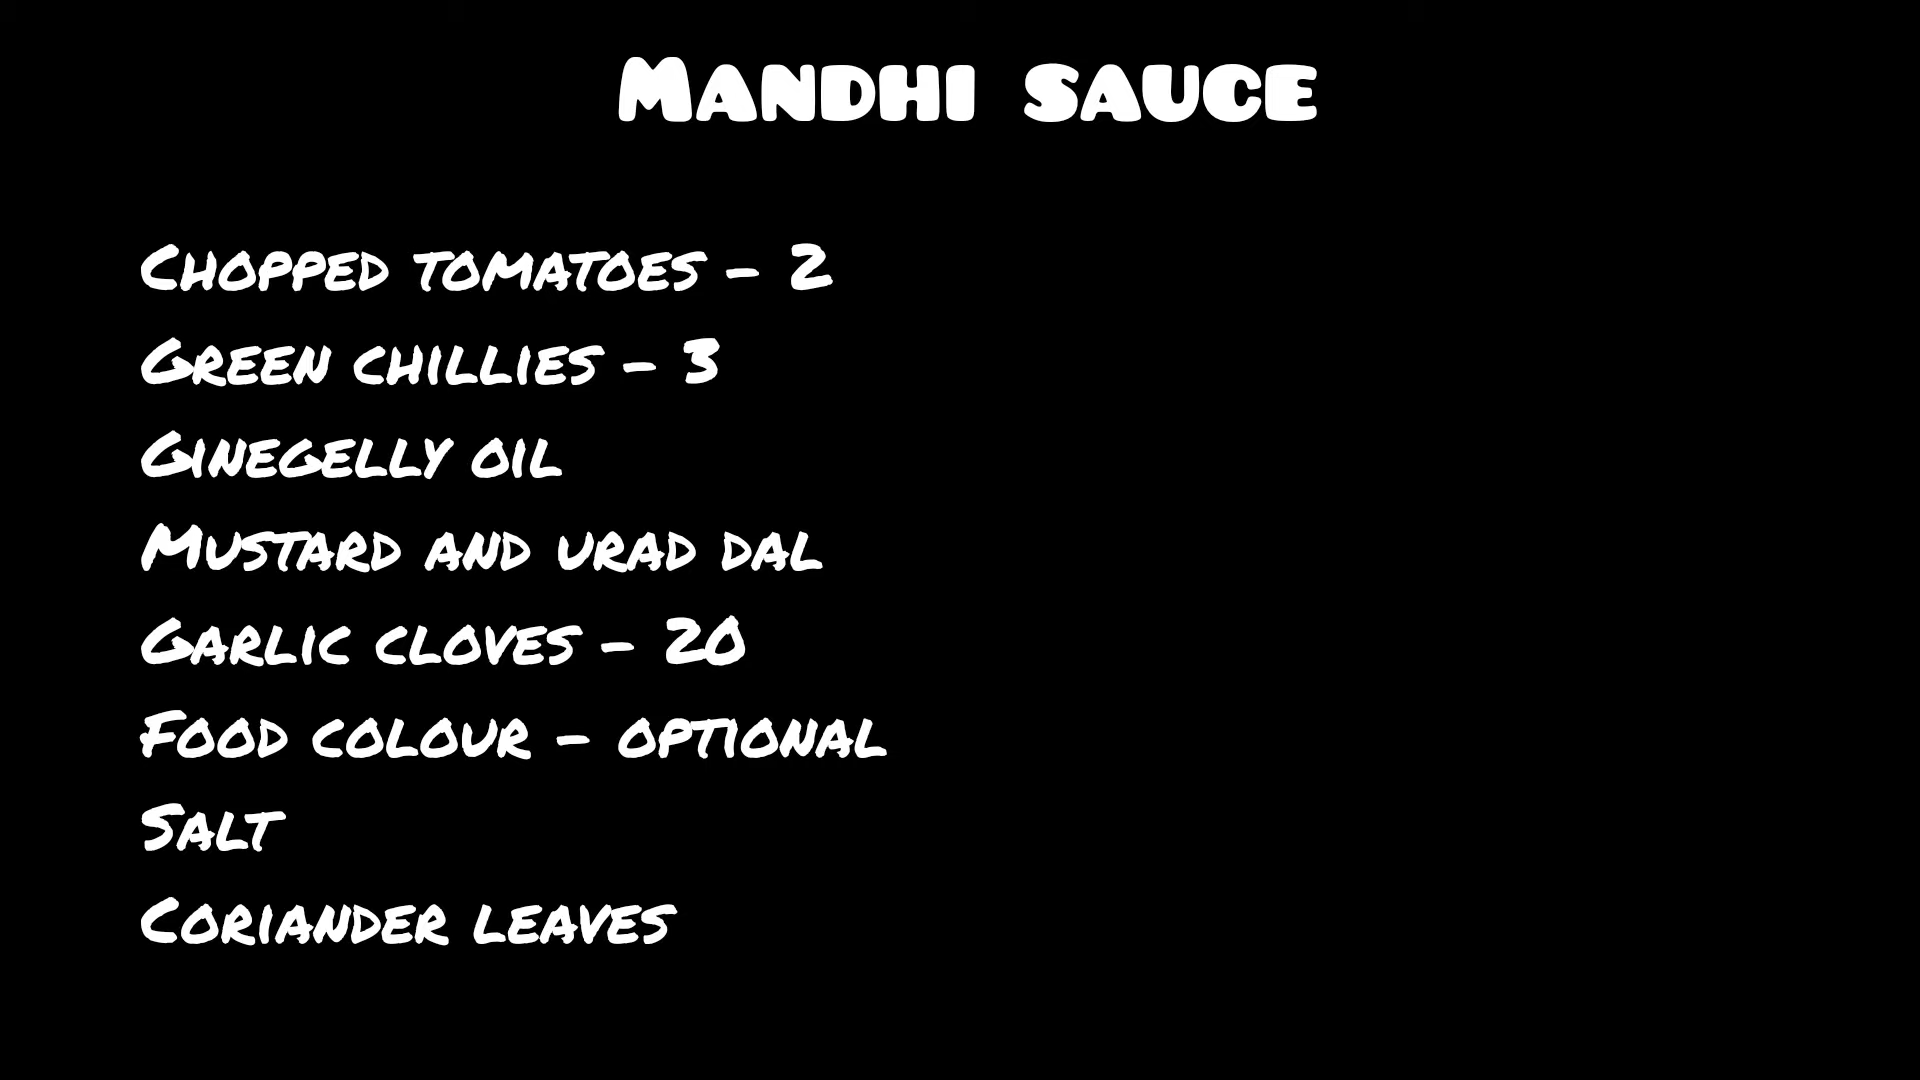 Mandhi sauce
Chopped tomatoes - 2
Green chillies - 3
Ginegelly oil
Mustard and urad dal
Garlic cloves - 20
Food colour - optional
Salt
Coriander leaves